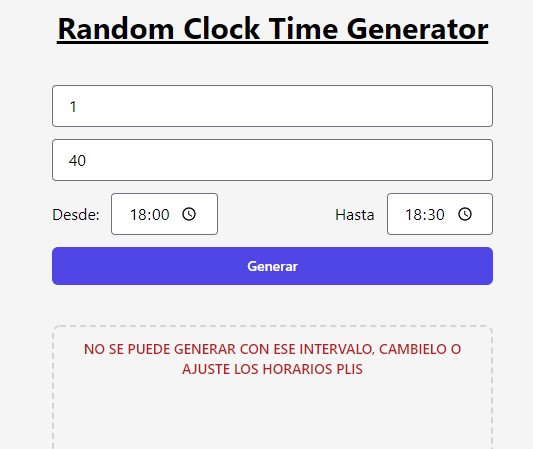 Random Clock Time Generator
1
40
Desde: 18:00 Hasta 18:30
Generar
NO SE PUEDE GENERAR CON ESE INTERVALO, CAMBIELO O
AJUSTE LOS HORARIOS PLIS